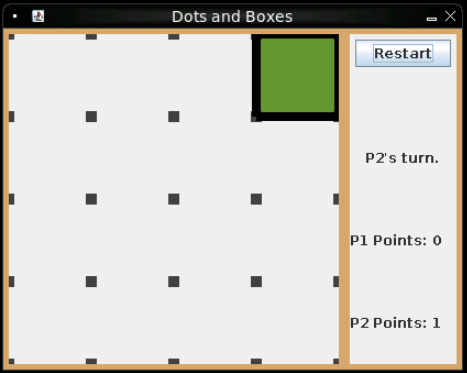 Dots and Boxes
Restart
P2's turn.
P1 Points: 0
P2 Points: 1